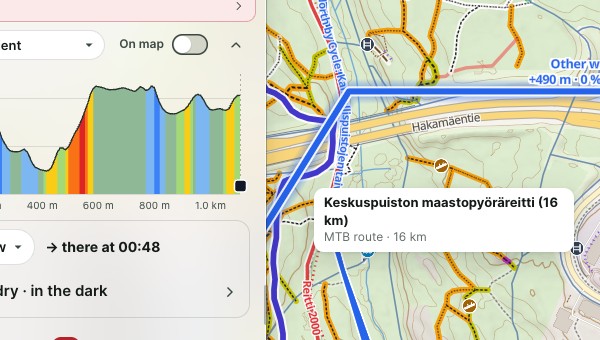 ent
On map
400 m
600 m
800 m
1.0 km
→ there at 00:48
dry · in the dark
Other w
+490 m · 0 %
Hakamäentie
Keskuspuiston maastopyöräreitti (16
km)
MTB route · 16 km
Reitti 2000